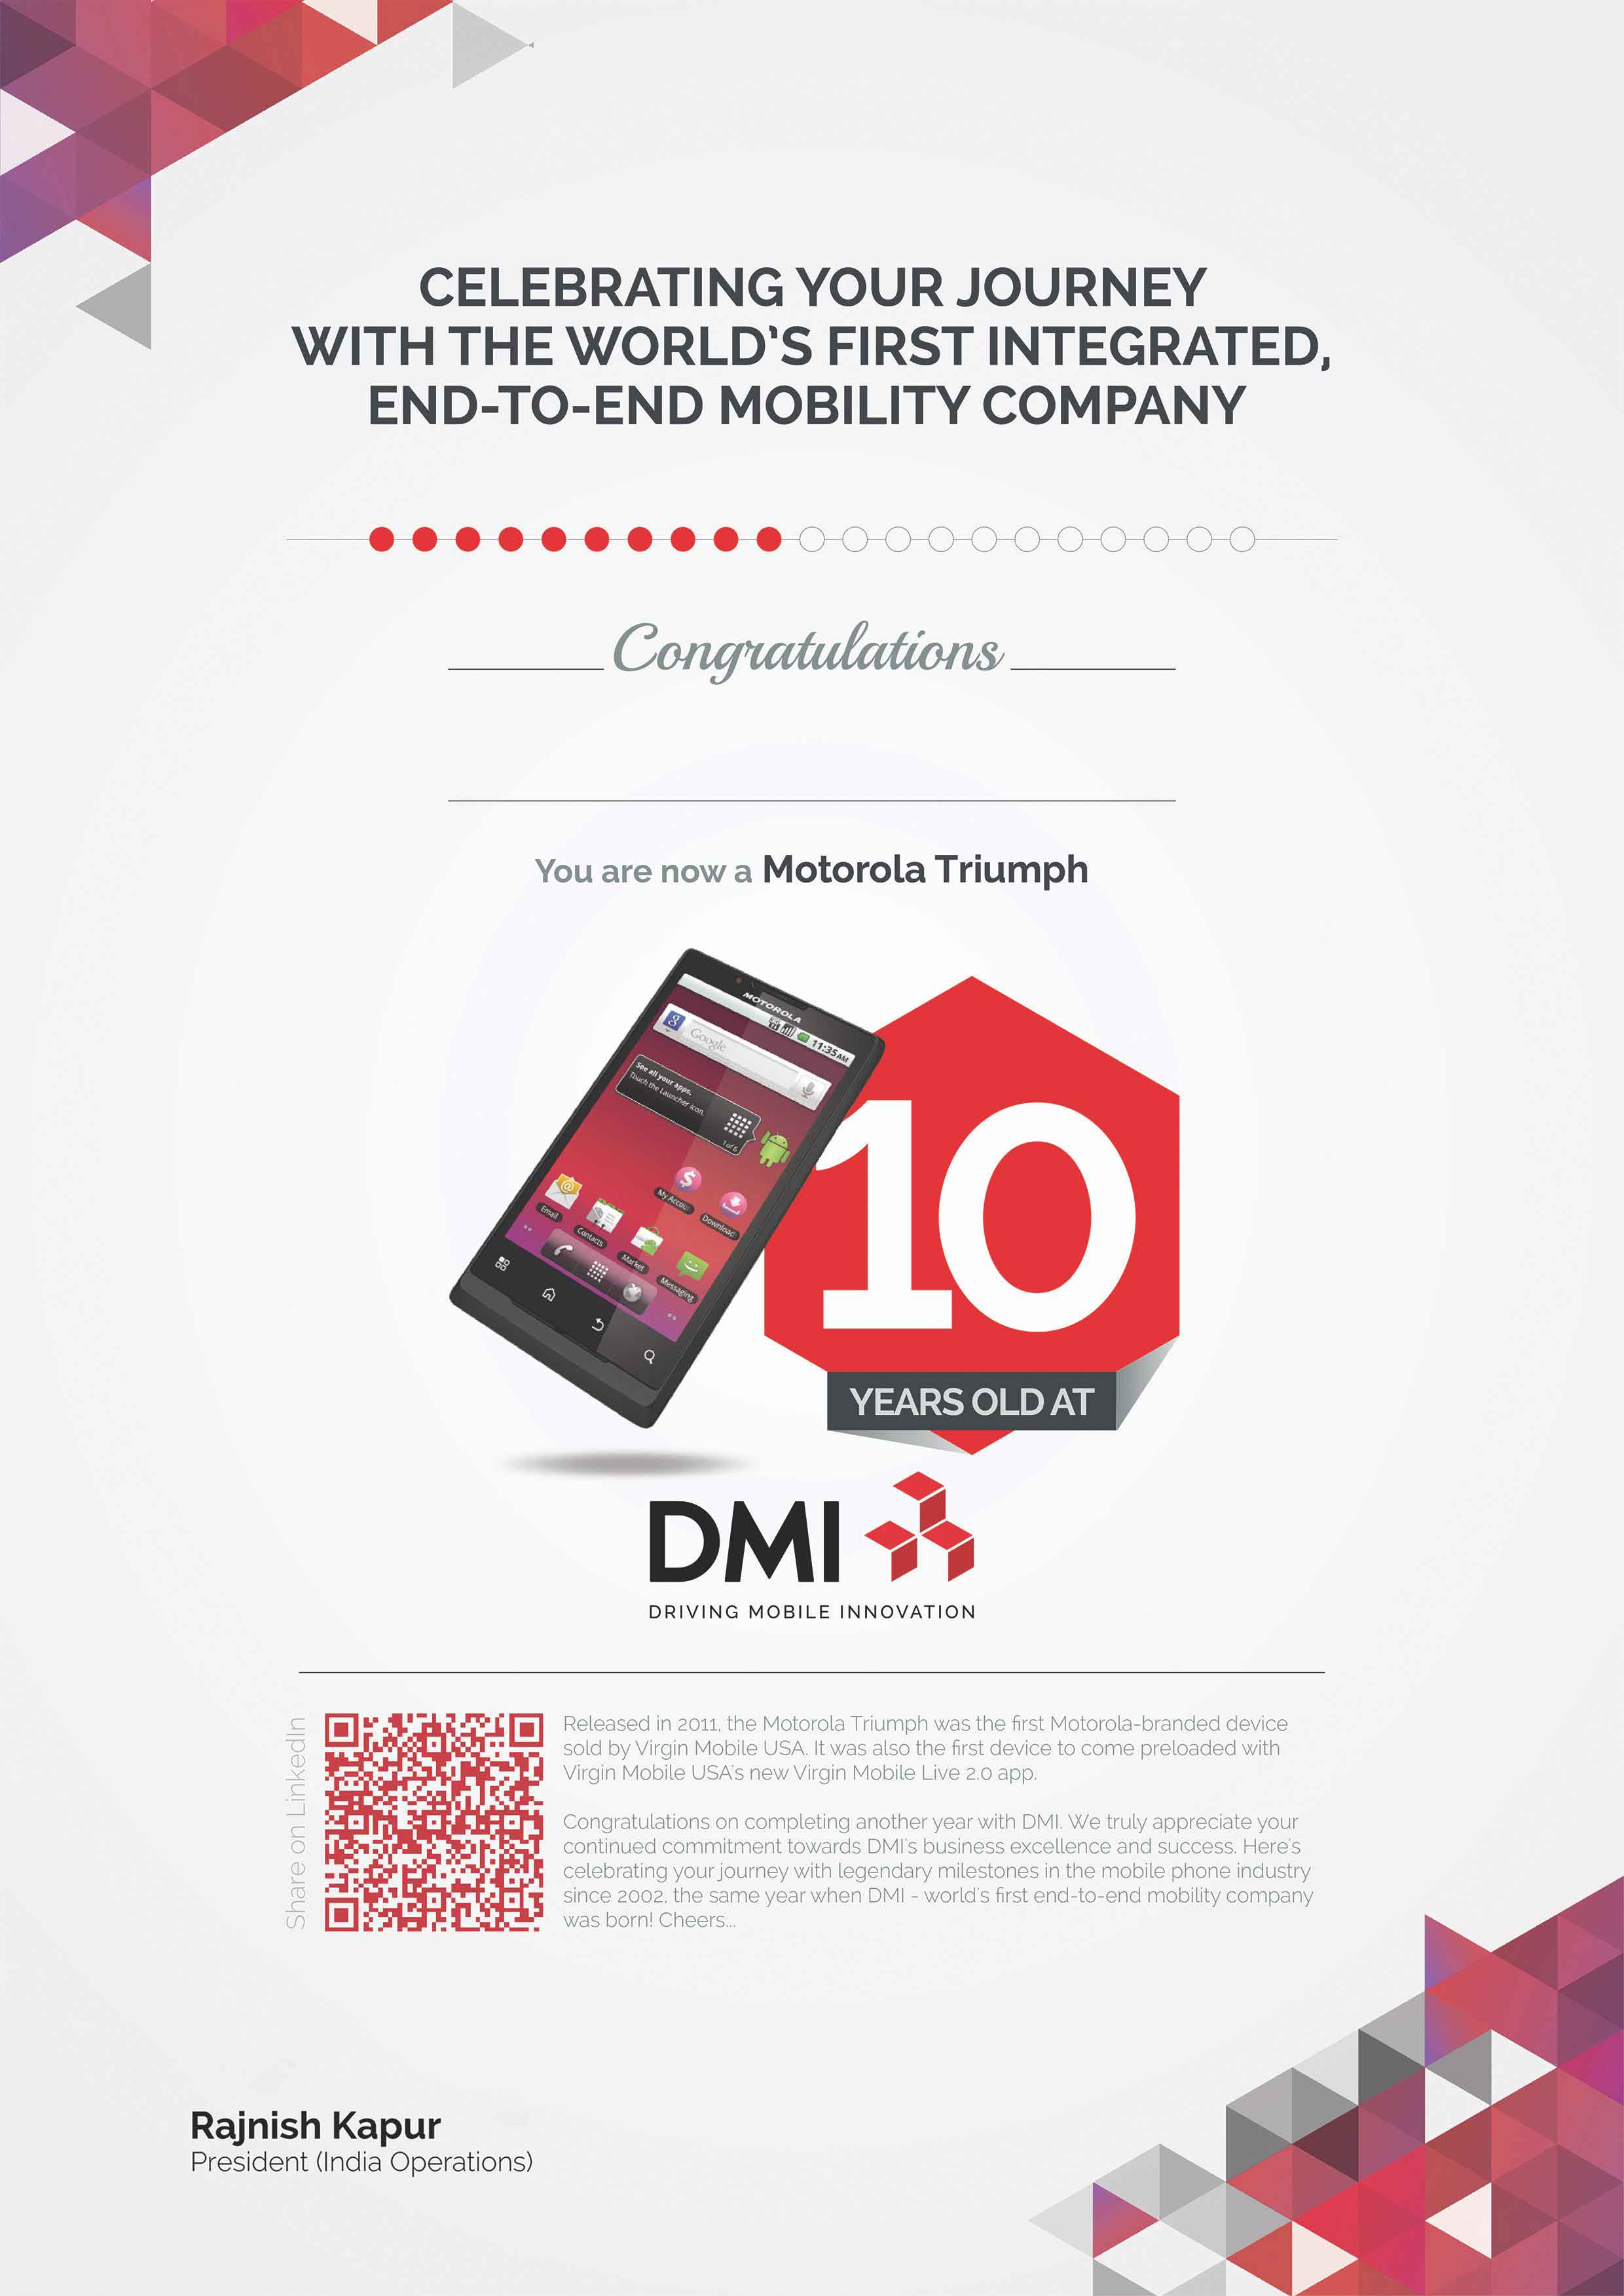 CELEBRATING YOUR JOURNEY
WITH THE WORLD'S FIRST INTEGRATED,
END-TO-END MOBILITY COMPANY
Congratulations
You are now a Motorola Triumph
MOTOROLA
11:35 AM
Google
See all your apps.
Touch the Launcher icon.
1 of 6
My Accou
Download
Email
Contacts
Market
Messaging
10
YEARS OLD AT
DMI
DRIVING MOBILE INNOVATION
Share on LinkedIn
Released in 2011, the Motorola Triumph was the first Motorola-branded device
sold by Virgin Mobile USA. It was also the first device to come preloaded with
Virgin Mobile USA's new Virgin Mobile Live 2.0 app.
Congratulations on completing another year with DMI. We truly appreciate your
continued commitment towards DMI's business excellence and success. Here's
celebrating your journey with legendary milestones in the mobile phone industry
since 2002, the same year when DMI - world's first end-to-end mobility company
was born! Cheers...
Rajnish Kapur
President (India Operations)